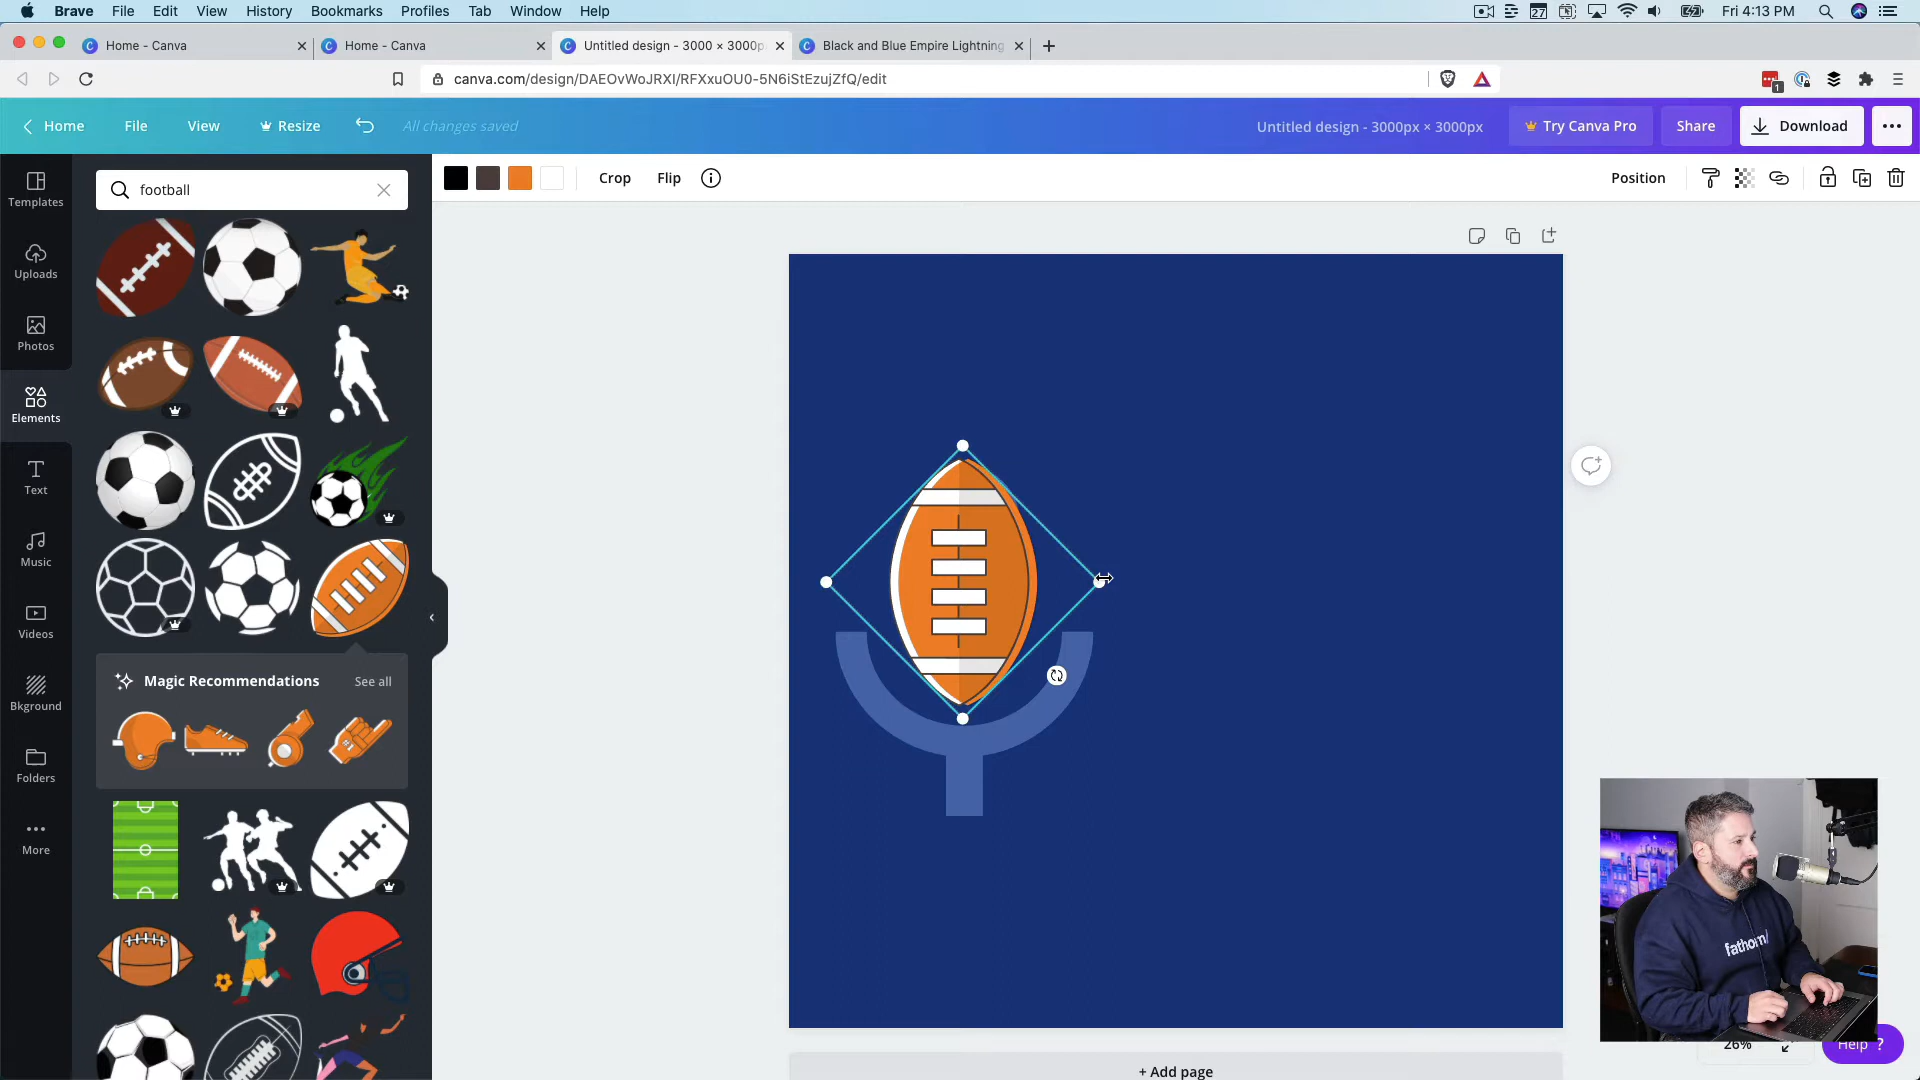 Brave File Edit View History Bookmarks Profiles Tab Window Help
27 Fri 4:13 PM
Home - Canva
Home - Canva
Untitled design - 3000 × 3000p
Black and Blue Empire Lightning
canva.com/design/DAEOvWoJRXI/RFXxuOU0-5N6iStEzujZfQ/edit
1
Home File View Resize All changes saved
Untitled design - 3000px × 3000px Try Canva Pro Share Download
football
Crop Flip
Position
Templates
Uploads
Photos
Elements
Text
Music
Videos
Bkground
Folders
More
Magic Recommendations See all
fathom/
26%
Help ?
+ Add page